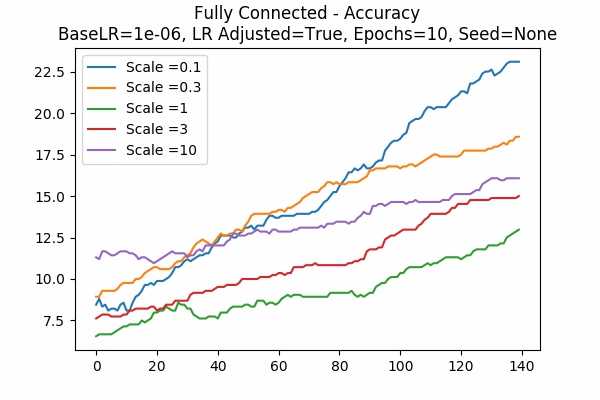 Fully Connected - Accuracy
BaseLR=1e-06, LR Adjusted=True, Epochs=10, Seed=None
Scale =0.1
Scale =0.3
Scale =1
Scale =3
Scale =10
22.5
20.0
17.5
15.0
12.5
10.0
7.5
0 20 40 60 80 100 120 140